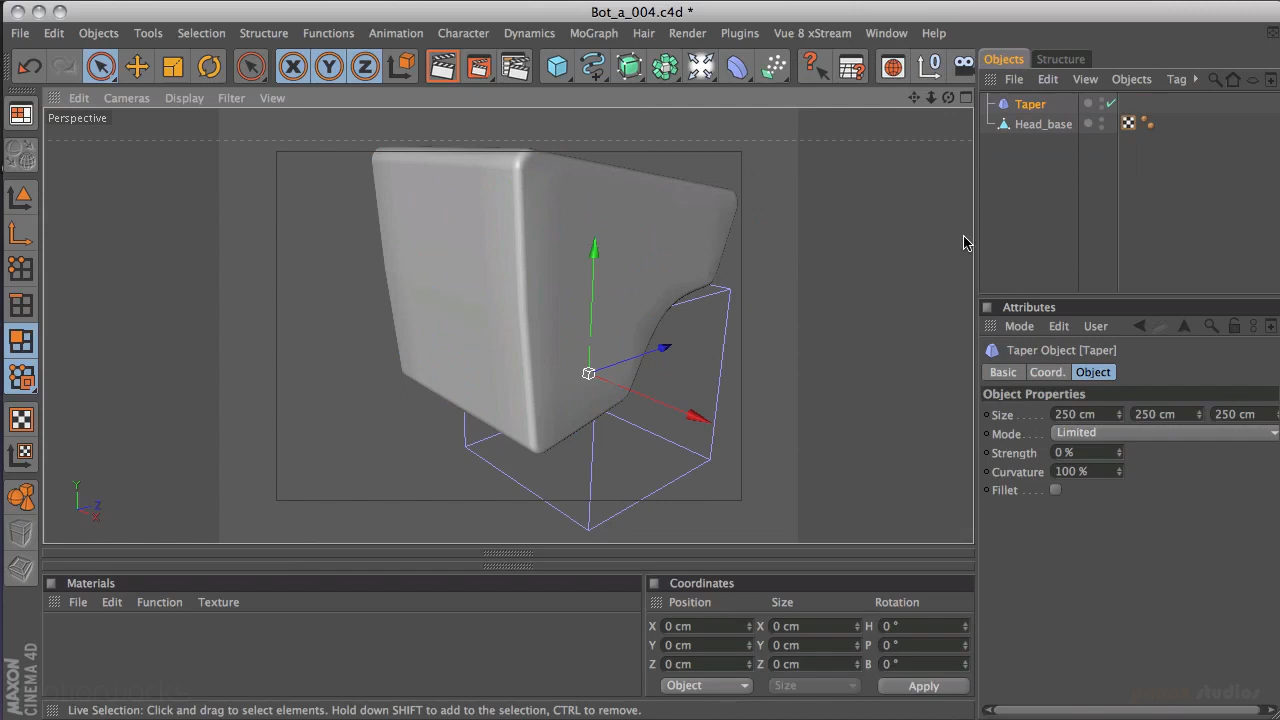 Bot_a_004.c4d *
File Edit Objects Tools Selection Structure Functions Animation Character Dynamics MoGraph Hair Render Plugins Vue 8 xStream Window Help
Objects Structure
Edit Cameras Display Filter View
File Edit View Objects Tag
Perspective
Taper
Head_base
Attributes
Mode Edit User
Taper Object [Taper]
Basic Coord. Object
Object Properties
Size 250 cm 250 cm 250 cm
Mode Limited
Strength 0 %
Curvature 100 %
Fillet
Y
Z
X
Materials
File Edit Function Texture
Coordinates
Position Size Rotation
X 0 cm X 0 cm H 0 °
Y 0 cm Y 0 cm P 0 °
Z 0 cm Z 0 cm B 0 °
Object Size Apply
MAXON
CINEMA 4D
studios
Live Selection: Click and drag to select elements. Hold down SHIFT to add to the selection, CTRL to remove.